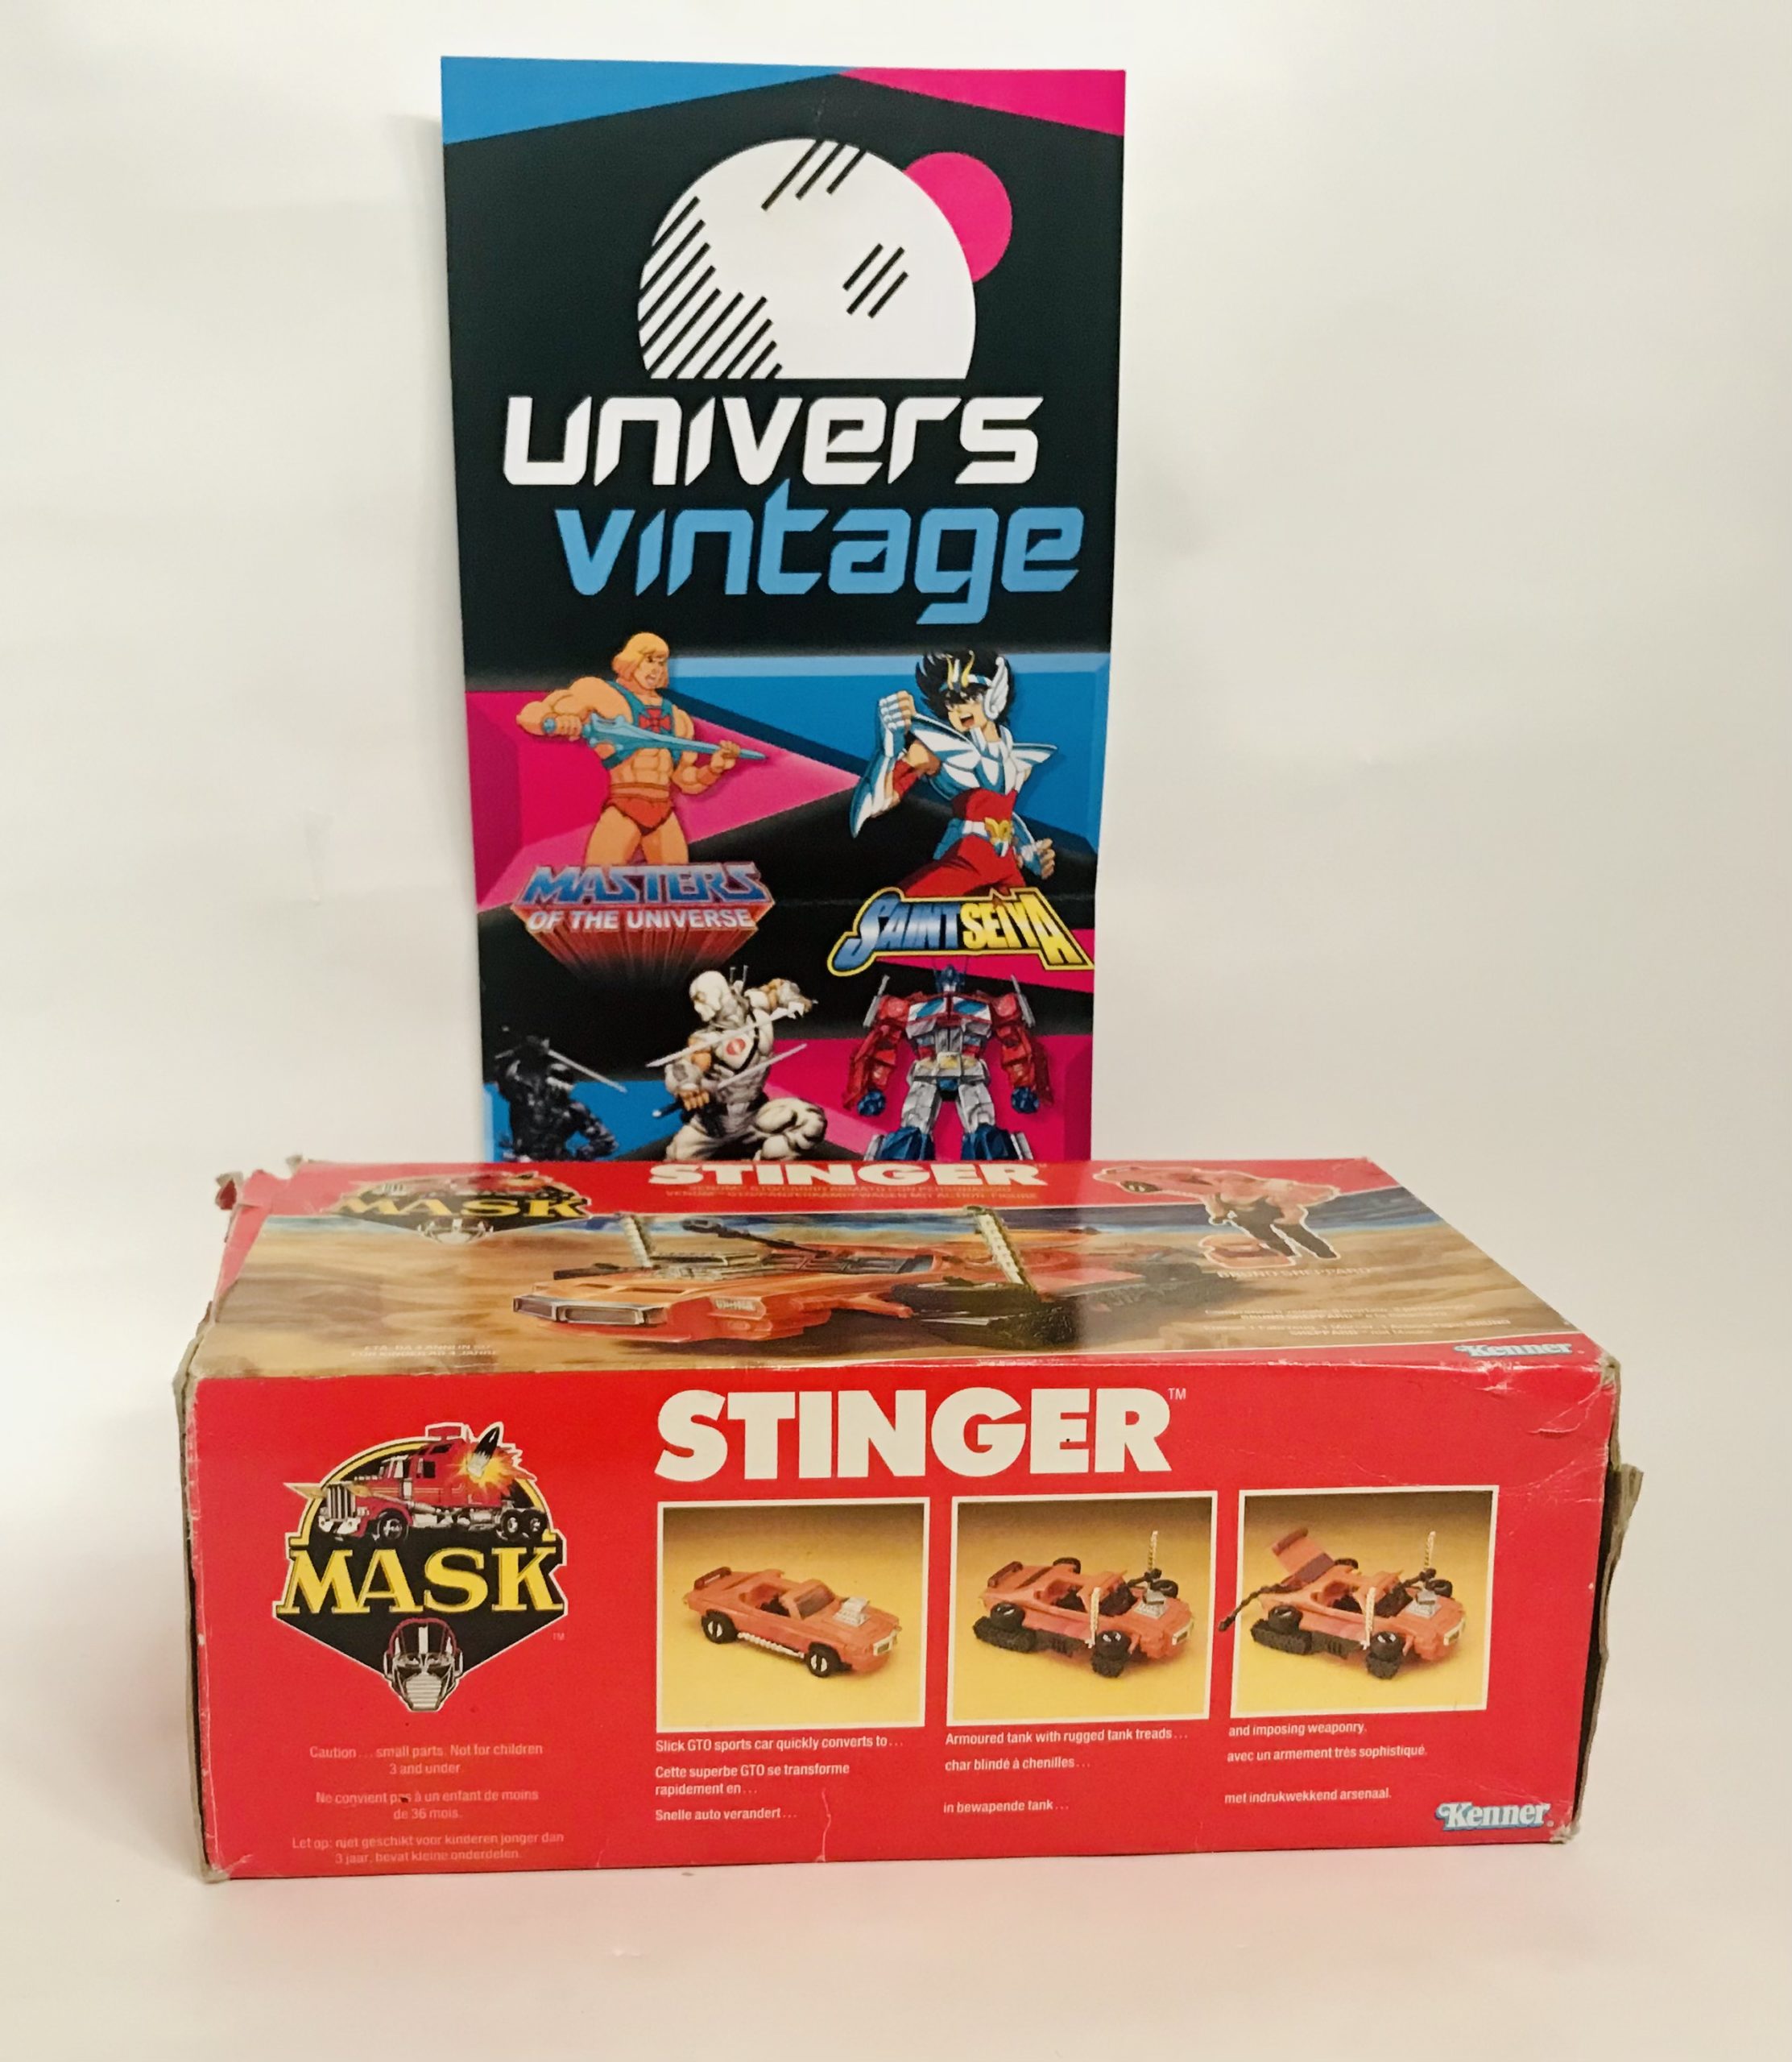 univers
vintage
MASTERS
OF THE UNIVERSE
SAINT SEIYA
STINGER
MASK
BRUNO SHEPPARD
Kenner
STINGER™
MASK
™
Slick GTO sports car quickly converts to...
Cette superbe GTO se transforme
rapidement en...
Snelle auto verandert...
Armoured tank with rugged tank treads...
char blindé à chenilles...
in bewapende tank...
and imposing weaponry.
avec un armement très sophistiqué.
met indrukwekkend arsenaal.
Caution... small parts. Not for children
3 and under
Ne convient pas à un enfant de moins
de 36 mois.
Let op: niet geschikt voor kinderen jonger dan
3 jaar, bevat kleine onderdelen.
Kenner